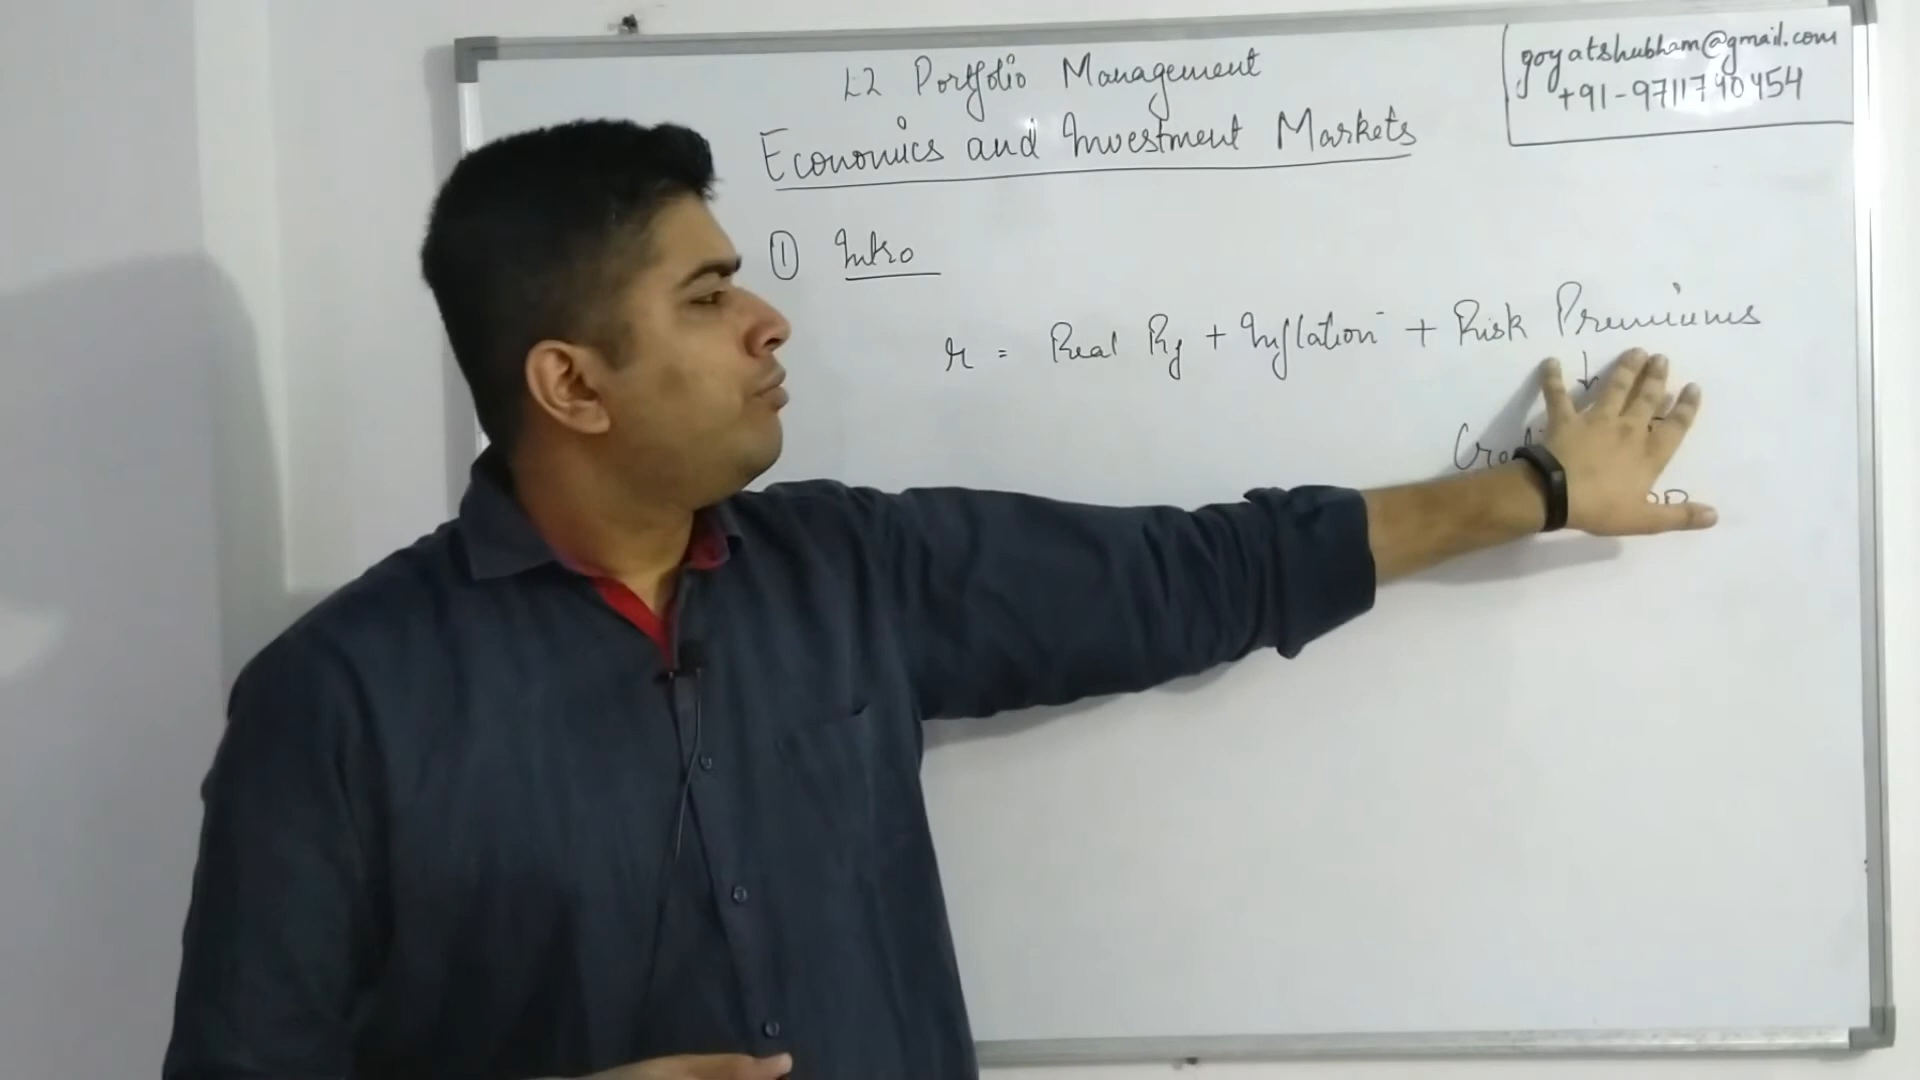 L2 Portfolio Management
goyatshubham@gmail.com
+91-9711740454
Economics and Investment Markets
① Intro
r = Real Rf + Inflation + Risk Premiums
↓